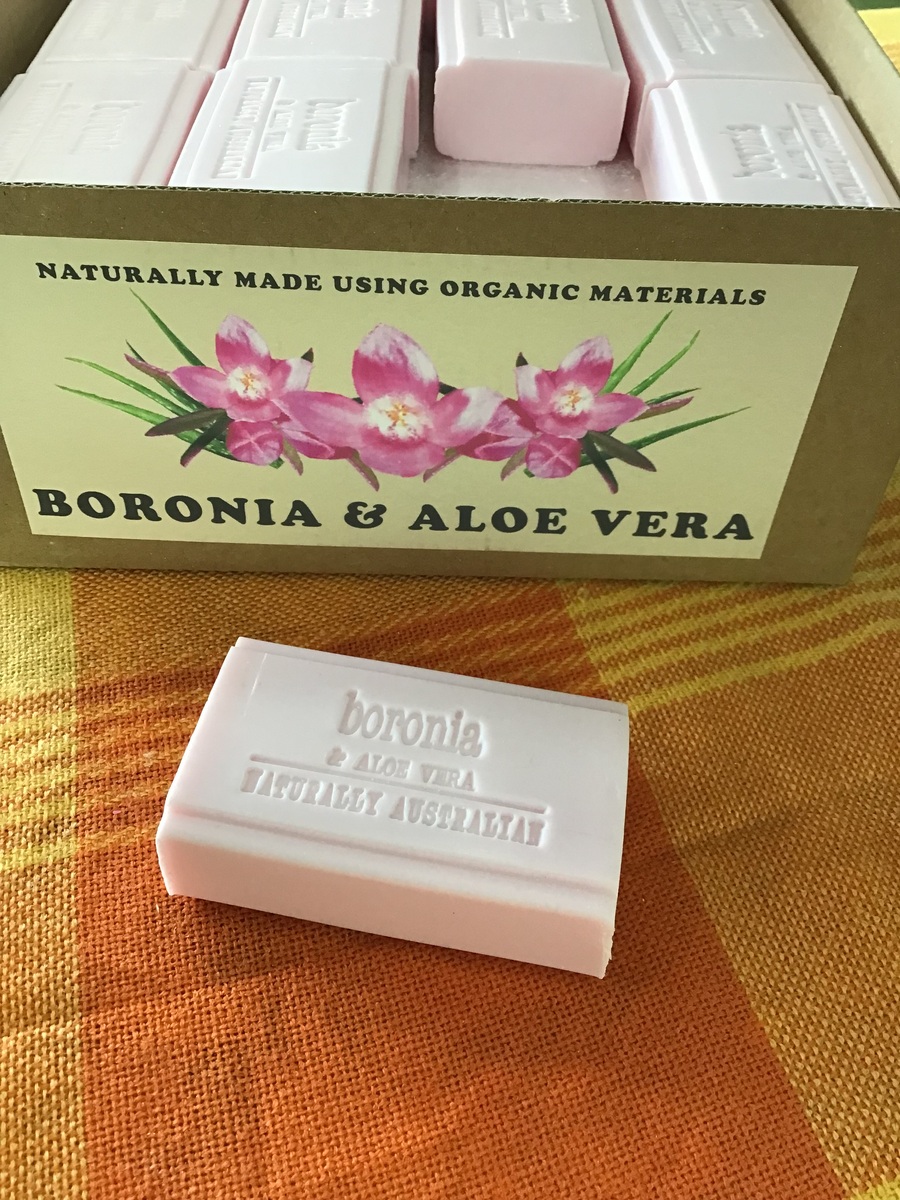 NATURALLY MADE USING ORGANIC MATERIALS
BORONIA & ALOE VERA
boronia
& ALOE VERA
NATURALLY AUSTRALIAN